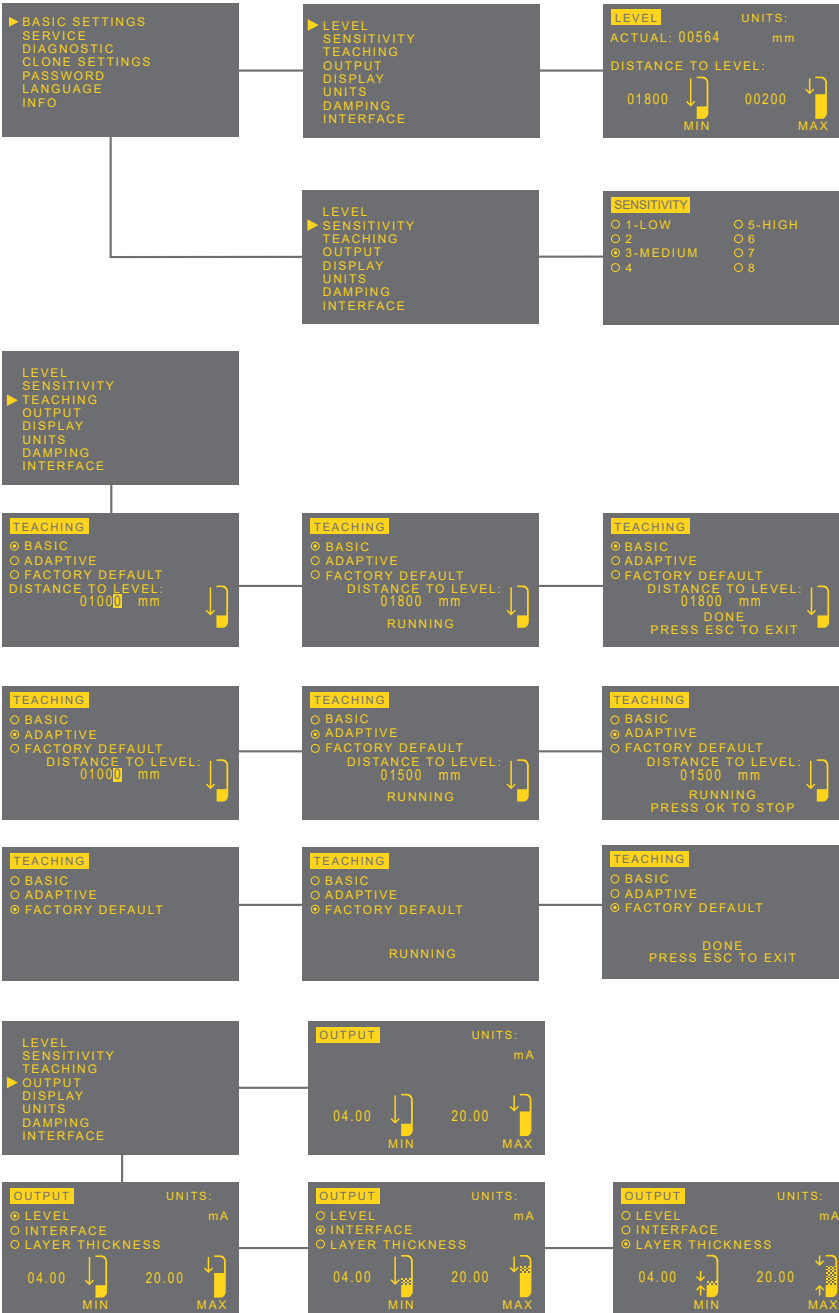 BASIC SETTINGS
SERVICE
DIAGNOSTIC
CLONE SETTINGS
PASSWORD
LANGUAGE
INFO
LEVEL
SENSITIVITY
TEACHING
OUTPUT
DISPLAY
UNITS
DAMPING
INTERFACE
LEVEL UNITS:
ACTUAL: 00564 mm
DISTANCE TO LEVEL:
01800 00200
MIN MAX
LEVEL
SENSITIVITY
TEACHING
OUTPUT
DISPLAY
UNITS
DAMPING
INTERFACE
SENSITIVITY
1-LOW 5-HIGH
2 6
3-MEDIUM 7
4 8
LEVEL
SENSITIVITY
TEACHING
OUTPUT
DISPLAY
UNITS
DAMPING
INTERFACE
TEACHING
BASIC
ADAPTIVE
FACTORY DEFAULT
DISTANCE TO LEVEL:
01000 mm
TEACHING
BASIC
ADAPTIVE
FACTORY DEFAULT
DISTANCE TO LEVEL:
01800 mm
RUNNING
TEACHING
BASIC
ADAPTIVE
FACTORY DEFAULT
DISTANCE TO LEVEL:
01800 mm
DONE
PRESS ESC TO EXIT
TEACHING
BASIC
ADAPTIVE
FACTORY DEFAULT
DISTANCE TO LEVEL:
01000 mm
TEACHING
BASIC
ADAPTIVE
FACTORY DEFAULT
DISTANCE TO LEVEL:
01500 mm
RUNNING
TEACHING
BASIC
ADAPTIVE
FACTORY DEFAULT
DISTANCE TO LEVEL:
01500 mm
RUNNING
PRESS OK TO STOP
TEACHING
BASIC
ADAPTIVE
FACTORY DEFAULT
TEACHING
BASIC
ADAPTIVE
FACTORY DEFAULT
RUNNING
TEACHING
BASIC
ADAPTIVE
FACTORY DEFAULT
DONE
PRESS ESC TO EXIT
LEVEL
SENSITIVITY
TEACHING
OUTPUT
DISPLAY
UNITS
DAMPING
INTERFACE
OUTPUT UNITS:
mA
04.00 20.00
MIN MAX
OUTPUT UNITS:
LEVEL mA
INTERFACE
LAYER THICKNESS
04.00 20.00
MIN MAX
OUTPUT UNITS:
LEVEL mA
INTERFACE
LAYER THICKNESS
04.00 20.00
MIN MAX
OUTPUT UNITS:
LEVEL mA
INTERFACE
LAYER THICKNESS
04.00 20.00
MIN MAX